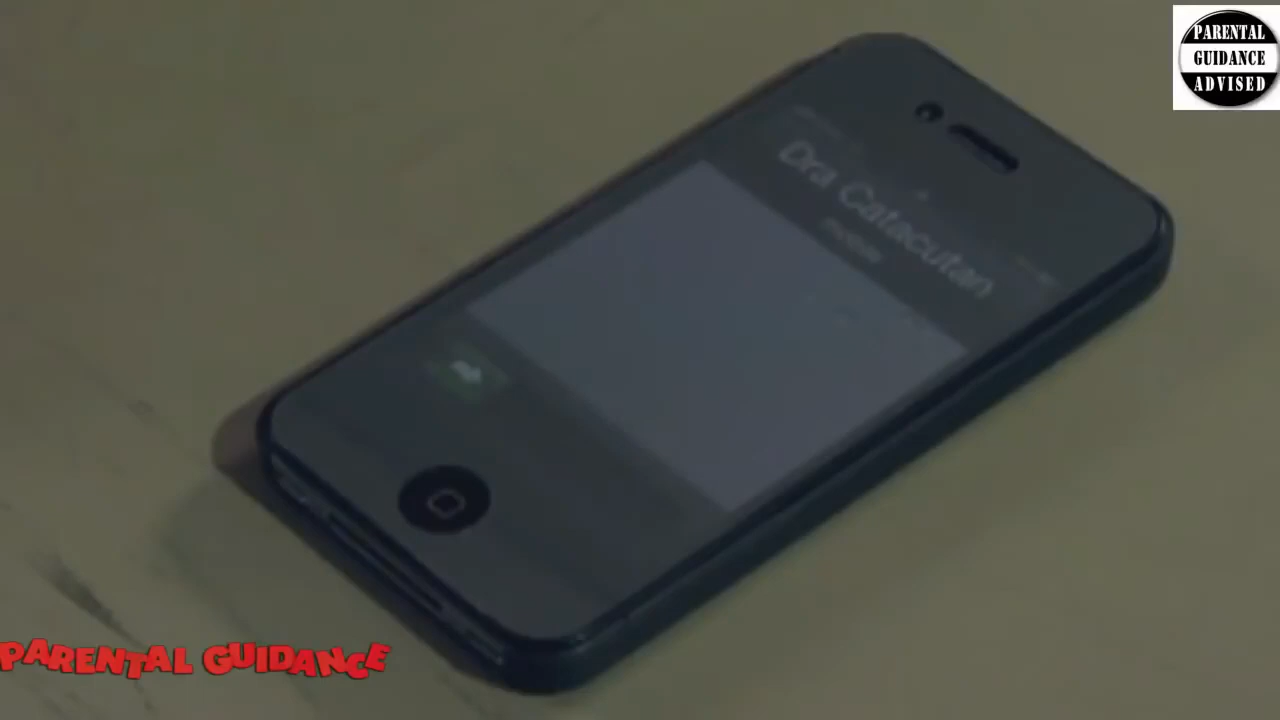 PARENTAL
GUIDANCE
ADVISED
Dra Catacutan
mobile
PARENTAL GUIDANCE